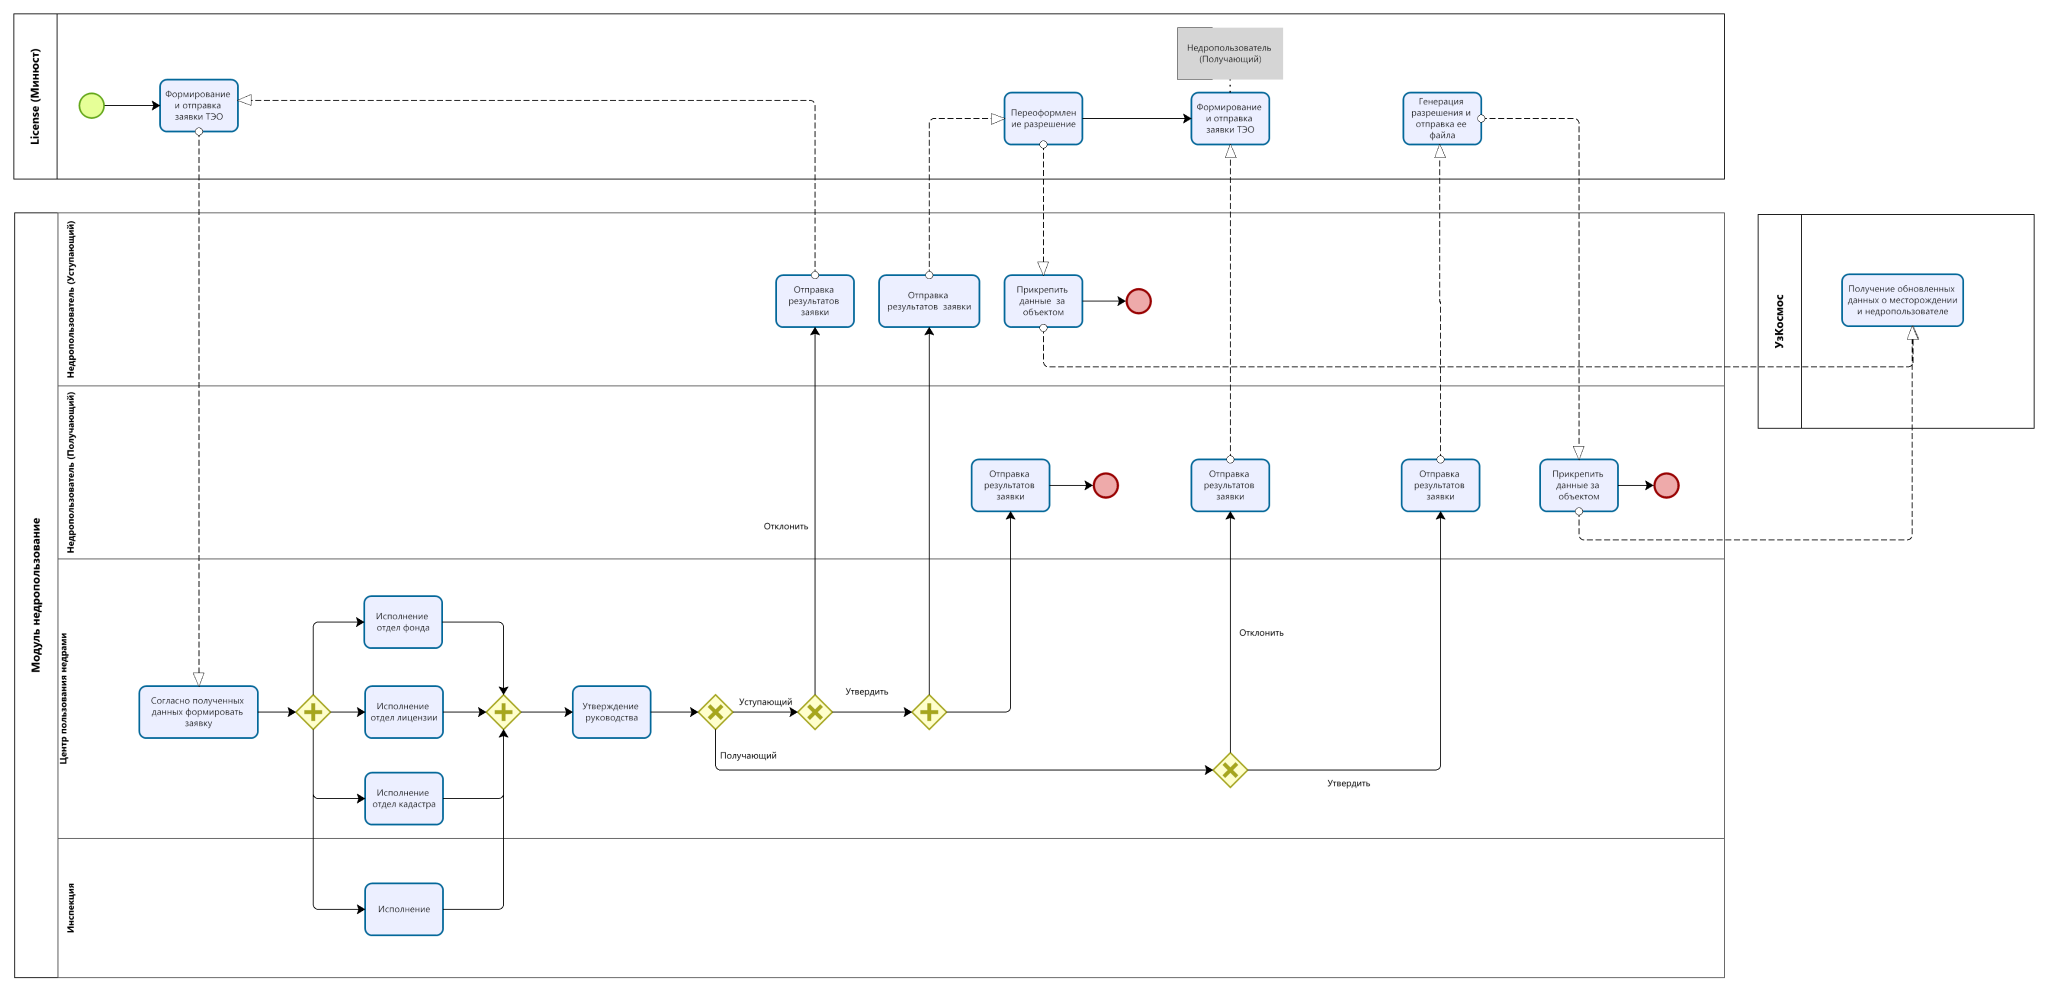 License (Минюст)
Формирование
и отправка
заявки ТЭО
Переоформлен
ие разрешение
Недропользователь
(Получающий)
Формирование
и отправка
заявки ТЭО
Генерация
разрешения и
отправка ее
файла
Модуль недропользование
Недропользователь (Уступающий)
Отправка
результатов
заявки
Отправка
результатов  заявки
Прикрепить
данные  за
объектом
УзКосмос
Получение обновленных
данных о месторождении
и недропользователе
Недропользователь (Получающий)
Отправка
результатов
заявки
Отправка
результатов
заявки
Отправка
результатов
заявки
Прикрепить
данные за
объектом
Отклонить
Центр пользования недрами
Согласно полученных
данных формировать
заявку
Исполнение
отдел фонда
Исполнение
отдел лицензии
Исполнение
отдел кадастра
Утверждение
руководства
Уступающий
Утвердить
Получающий
Отклонить
Утвердить
Инспекция
Исполнение